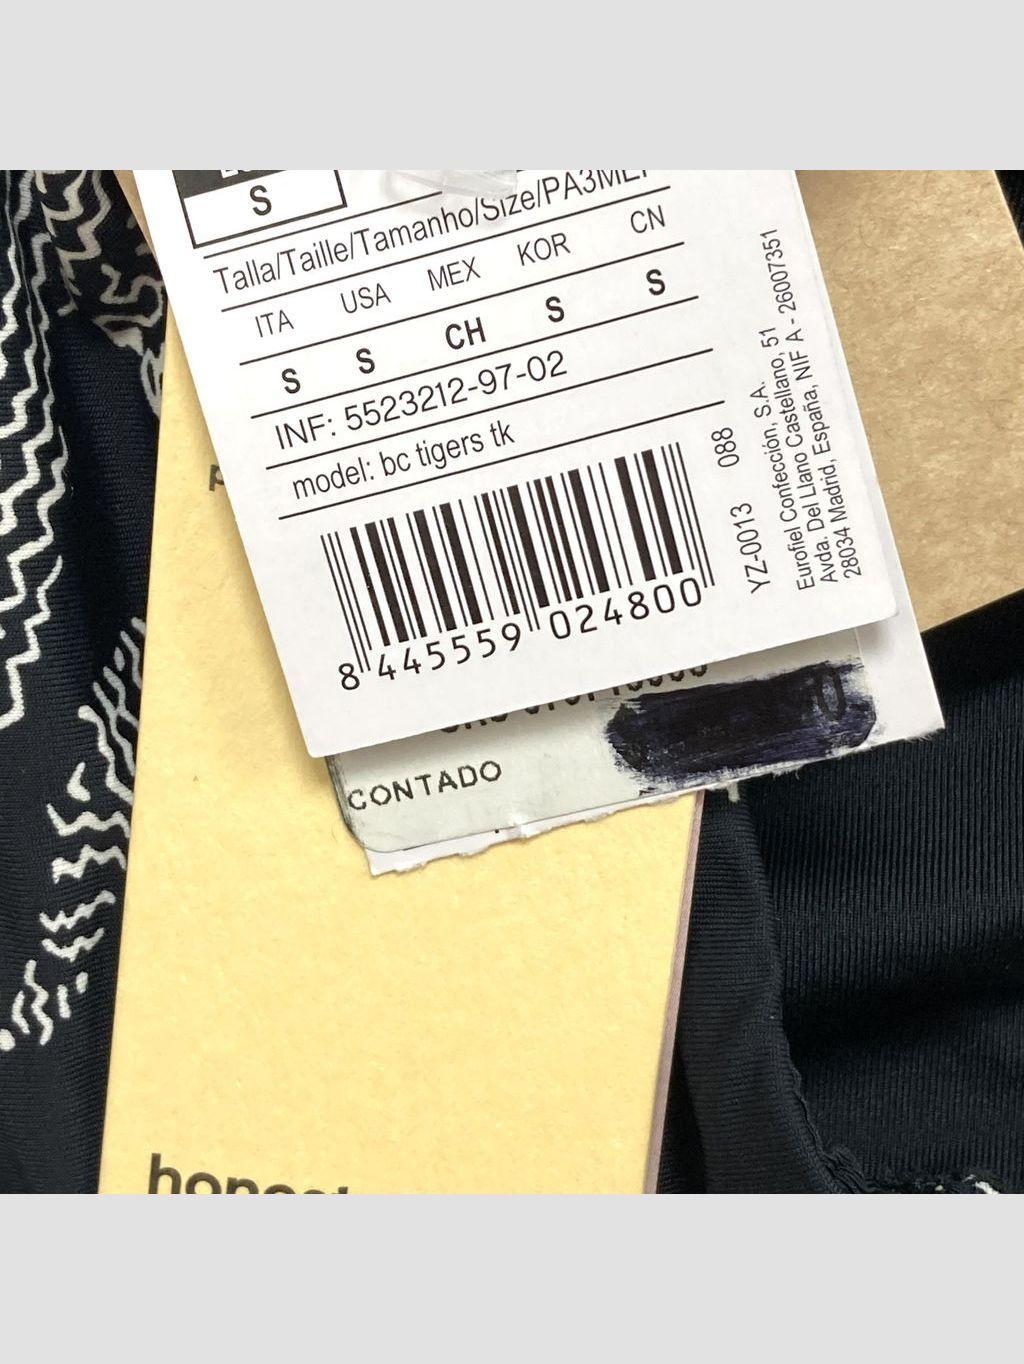 S
Talla/Taille/Tamanho/Size/
ITA USA MEX KOR CN
S S CH S S
INF: 5523212-97-02
model: bc tigers tk
8 445559 024800
YZ-0013 088
Eurofiel Confección, S.A.
Avda. Del Llano Castellano, 51
28034 Madrid, España, NIF A - 26007351
CONTADO